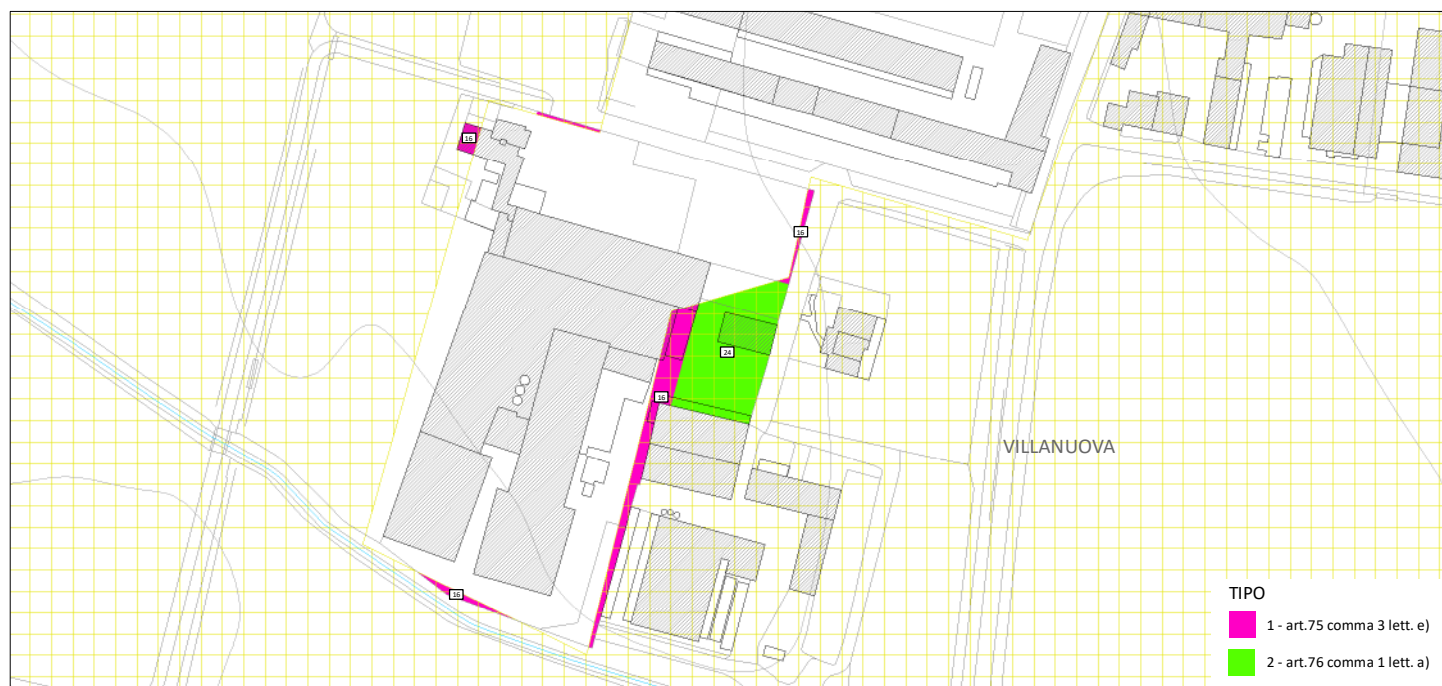 16
16
24
16
VILLANUOVA
16
TIPO
1 - art.75 comma 3 lett. e)
2 - art.76 comma 1 lett. a)